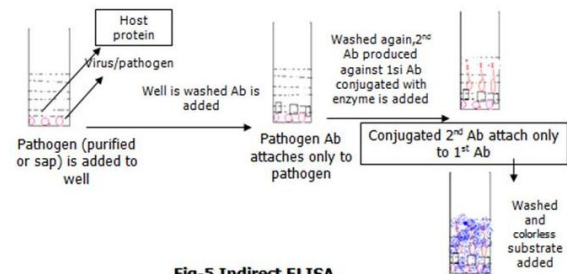 Host
protein
Virus/pathogen
Pathogen (purified
or sap) is added to
well
Well is washed Ab is
added
Pathogen Ab
attaches only to
pathogen
Washed again,2nd
Ab produced
against 1si Ab
conjugated with
enzyme is added
Conjugated 2nd Ab attach only
to 1st Ab
Washed
and
colorless
substrate
added
Fig-5 Indirect ELISA